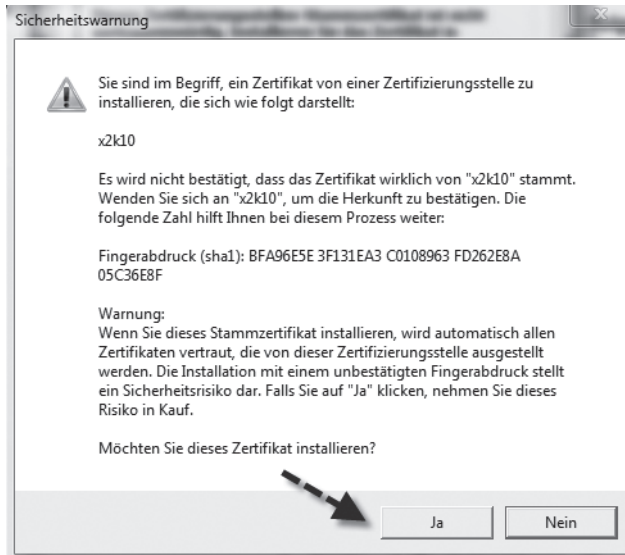 Sicherheitswarnung
Sie sind im Begriff, ein Zertifikat von einer Zertifizierungsstelle zu
installieren, die sich wie folgt darstellt:
x2k10
Es wird nicht bestätigt, dass das Zertifikat wirklich von "x2k10" stammt.
Wenden Sie sich an "x2k10", um die Herkunft zu bestätigen. Die
folgende Zahl hilft Ihnen bei diesem Prozess weiter:
Fingerabdruck (sha1): BFA96E5E 3F131EA3 C0108963 FD262E8A
05C36E8F
Warnung:
Wenn Sie dieses Stammzertifikat installieren, wird automatisch allen
Zertifikaten vertraut, die von dieser Zertifizierungsstelle ausgestellt
werden. Die Installation mit einem unbestätigten Fingerabdruck stellt
ein Sicherheitsrisiko dar. Falls Sie auf "Ja" klicken, nehmen Sie dieses
Risiko in Kauf.
Möchten Sie dieses Zertifikat installieren?
Ja Nein